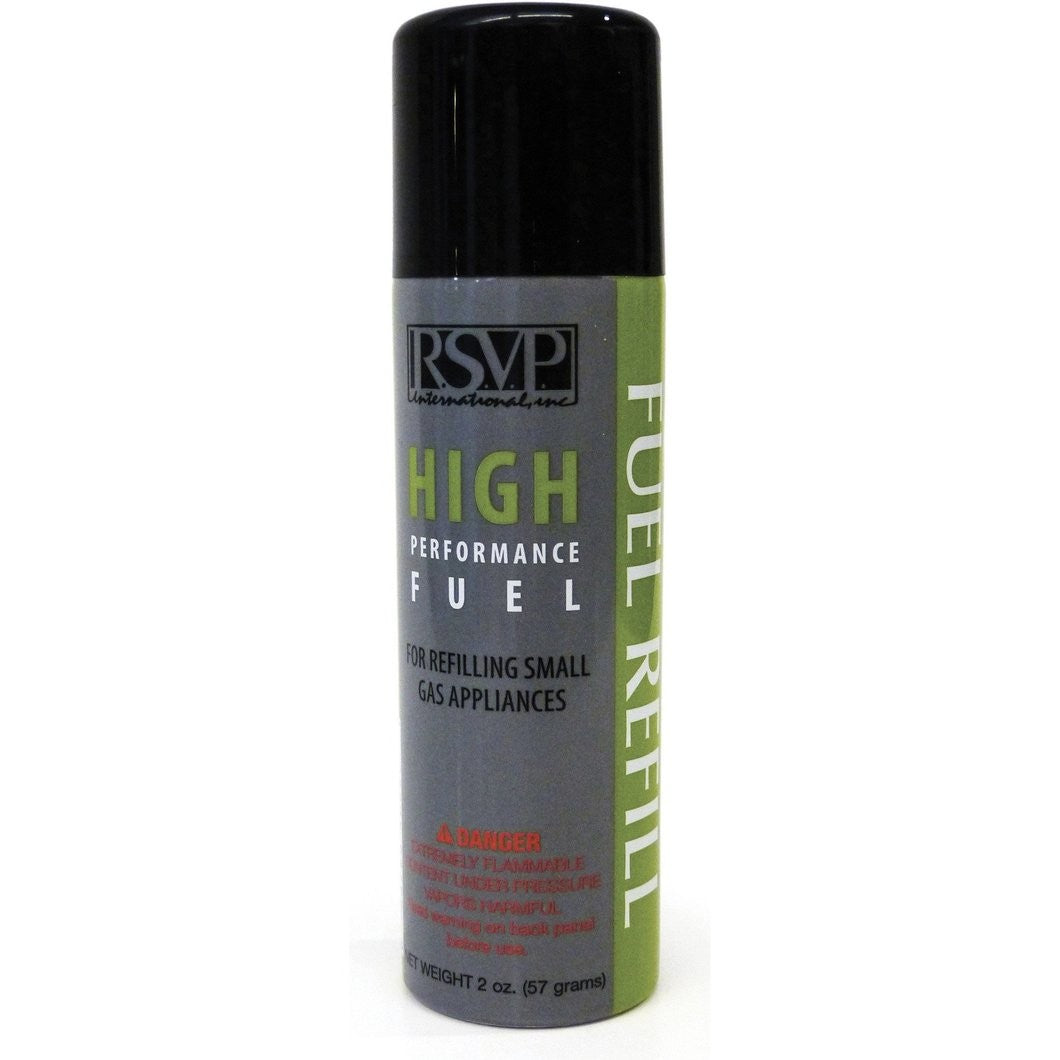 R.S.V.P.
International, inc
HIGH
PERFORMANCE
FUEL
FOR REFILLING SMALL
GAS APPLIANCES
DANGER
EXTREMELY FLAMMABLE
CONTENT UNDER PRESSURE
VAPORS HARMFUL
Read warning on back panel
before use.
NET WEIGHT 2 oz. (57 grams)
FUEL REFILL